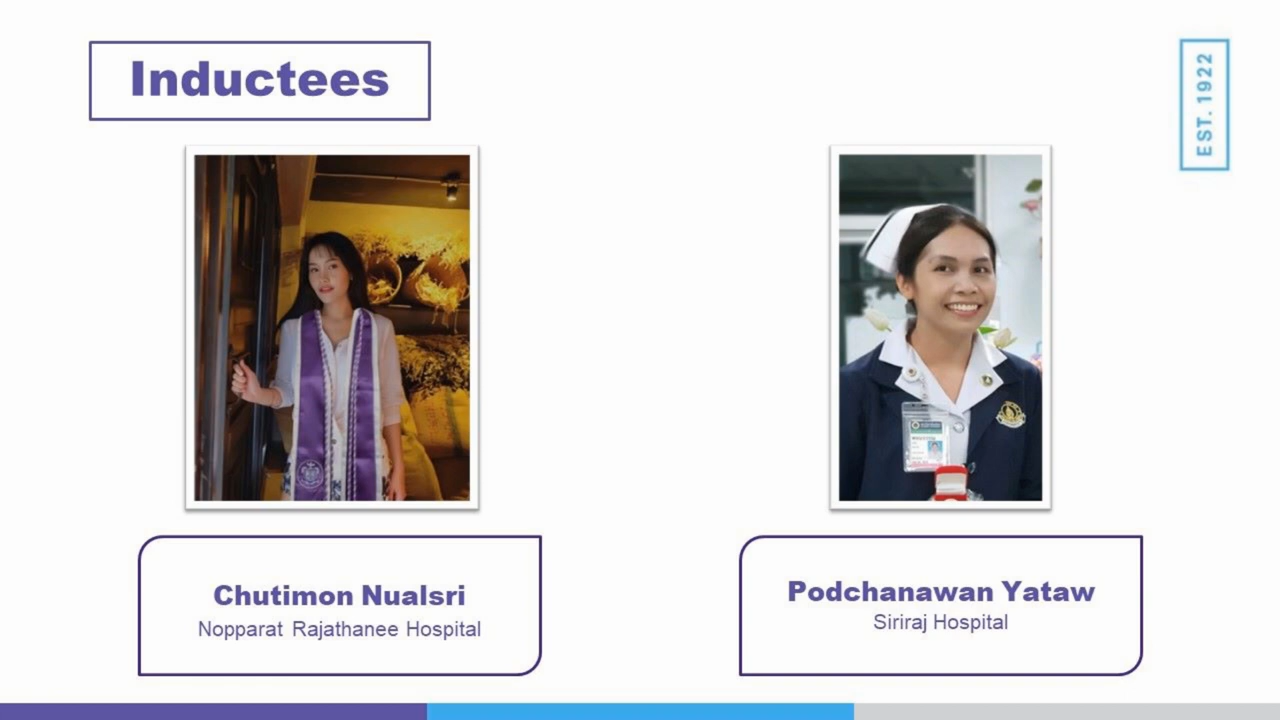 Inductees
EST. 1922
Chutimon Nualsri
Nopparat Rajathanee Hospital
Podchanawan Yataw
Siriraj Hospital